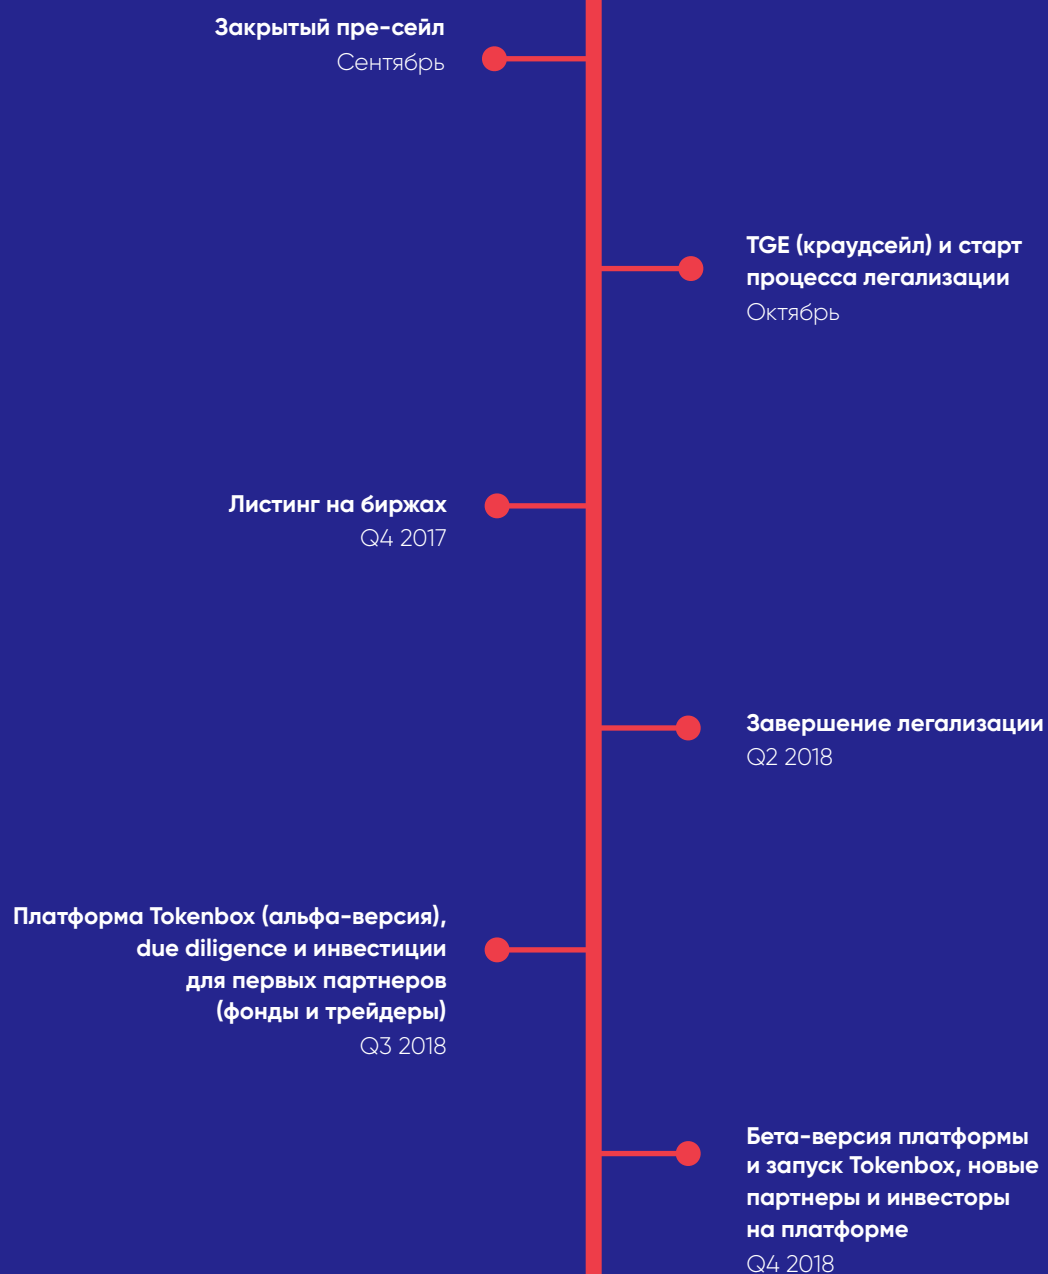 Закрытый пре-сейл
Сентябрь
TGE (краудсейл) и старт
процесса легализации
Октябрь
Листинг на биржах
Q4 2017
Завершение легализации
Q2 2018
Платформа Tokenbox (альфа-версия),
due diligence и инвестиции
для первых партнеров
(фонды и трейдеры)
Q3 2018
Бета-версия платформы
и запуск Tokenbox, новые
партнеры и инвесторы
на платформе
Q4 2018